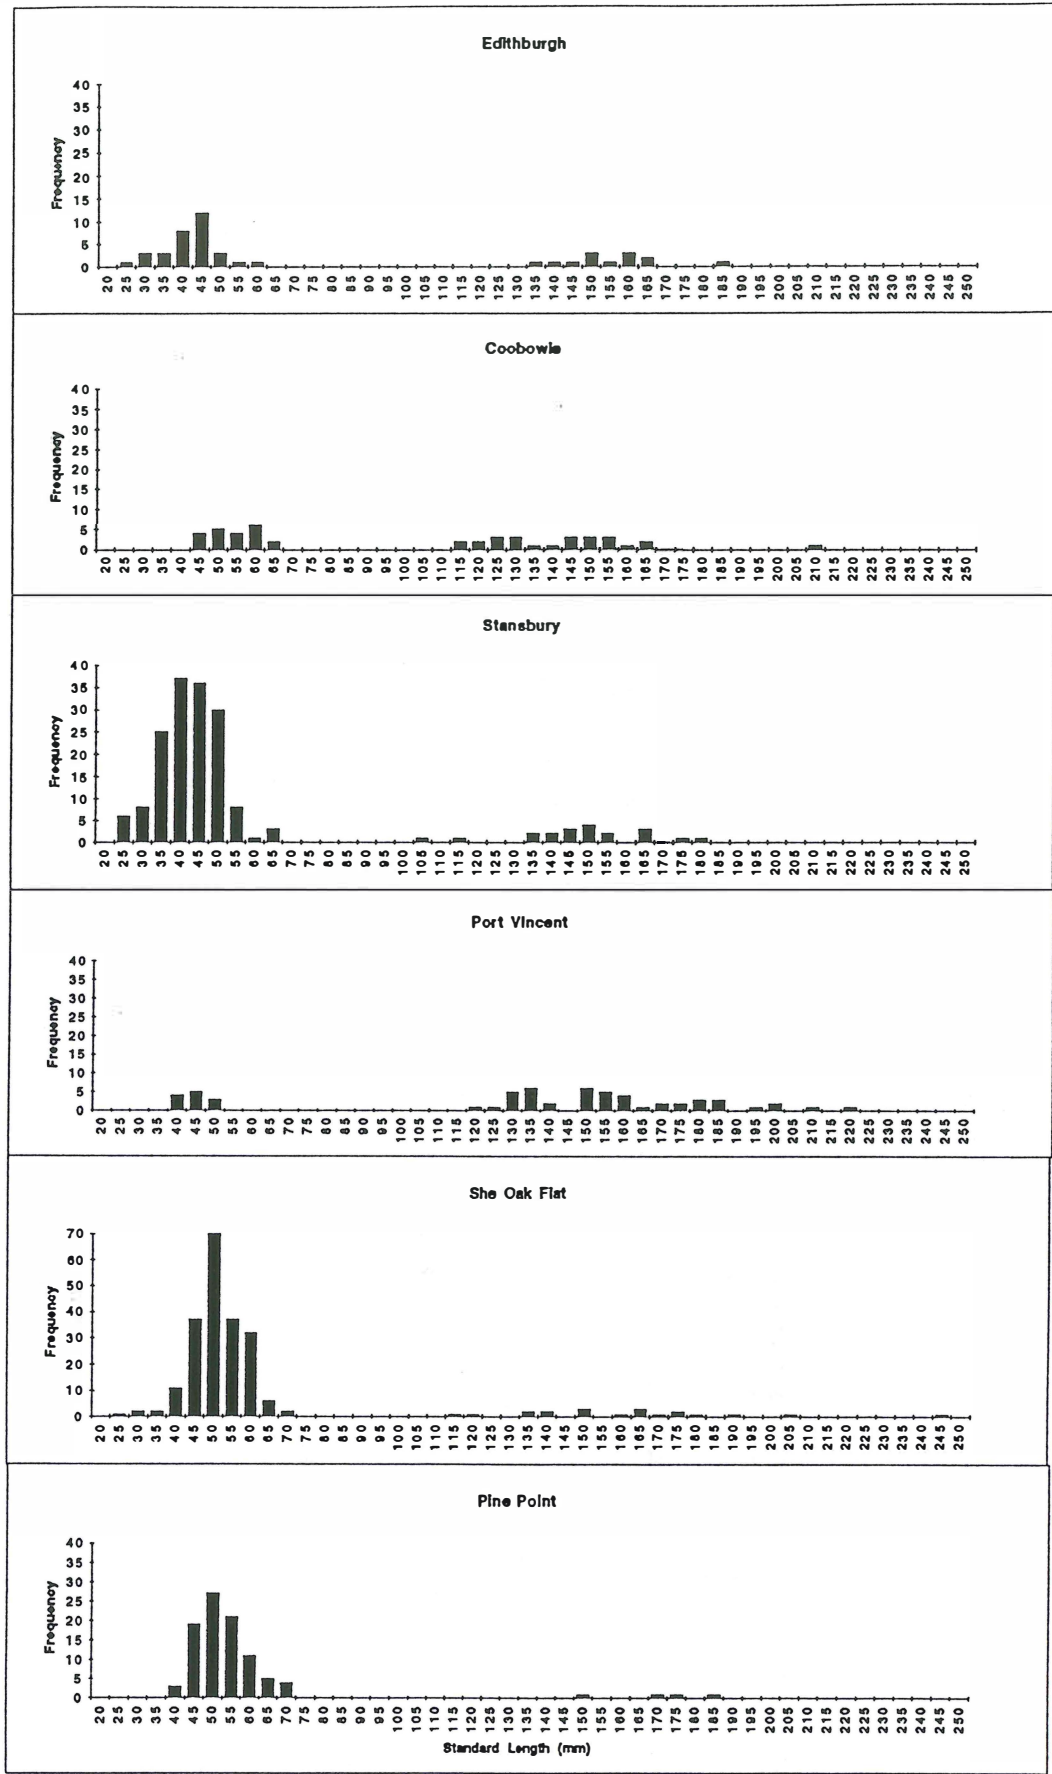 Edithburgh
40
35
30
25
20
15
10
5
0
Frequency
20 25 30 35 40 45 50 55 60 65 70 75 80 85 90 95 100 105 110 115 120 125 130 135 140 145 150 155 160 165 170 175 180 185 190 195 200 205 210 215 220 225 230 235 240 245 250
Coobowie
40
35
30
25
20
15
10
5
0
Frequency
20 25 30 35 40 45 50 55 60 65 70 75 80 85 90 95 100 105 110 115 120 125 130 135 140 145 150 155 160 165 170 175 180 185 190 195 200 205 210 215 220 225 230 235 240 245 250
Stansbury
40
35
30
25
20
15
10
5
0
Frequency
20 25 30 35 40 45 50 55 60 65 70 75 80 85 90 95 100 105 110 115 120 125 130 135 140 145 150 155 160 165 170 175 180 185 190 195 200 205 210 215 220 225 230 235 240 245 250
Port Vincent
40
35
30
25
20
15
10
5
0
Frequency
20 25 30 35 40 45 50 55 60 65 70 75 80 85 90 95 100 105 110 115 120 125 130 135 140 145 150 155 160 165 170 175 180 185 190 195 200 205 210 215 220 225 230 235 240 245 250
She Oak Flat
70
60
50
40
30
20
10
0
Frequency
20 25 30 35 40 45 50 55 60 65 70 75 80 85 90 95 100 105 110 115 120 125 130 135 140 145 150 155 160 165 170 175 180 185 190 195 200 205 210 215 220 225 230 235 240 245 250
Pine Point
40
35
30
25
20
15
10
5
0
Frequency
20 25 30 35 40 45 50 55 60 65 70 75 80 85 90 95 100 105 110 115 120 125 130 135 140 145 150 155 160 165 170 175 180 185 190 195 200 205 210 215 220 225 230 235 240 245 250
Standard Length (mm)